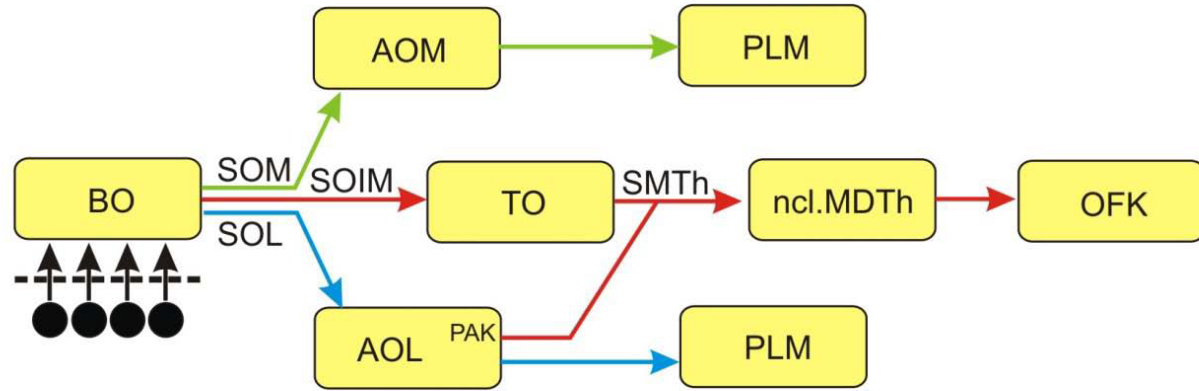 AOM
PLM
SOM
SOIM
SMTh
BO
TO
ncl.MDTh
OFK
SOL
PAK
AOL
PLM